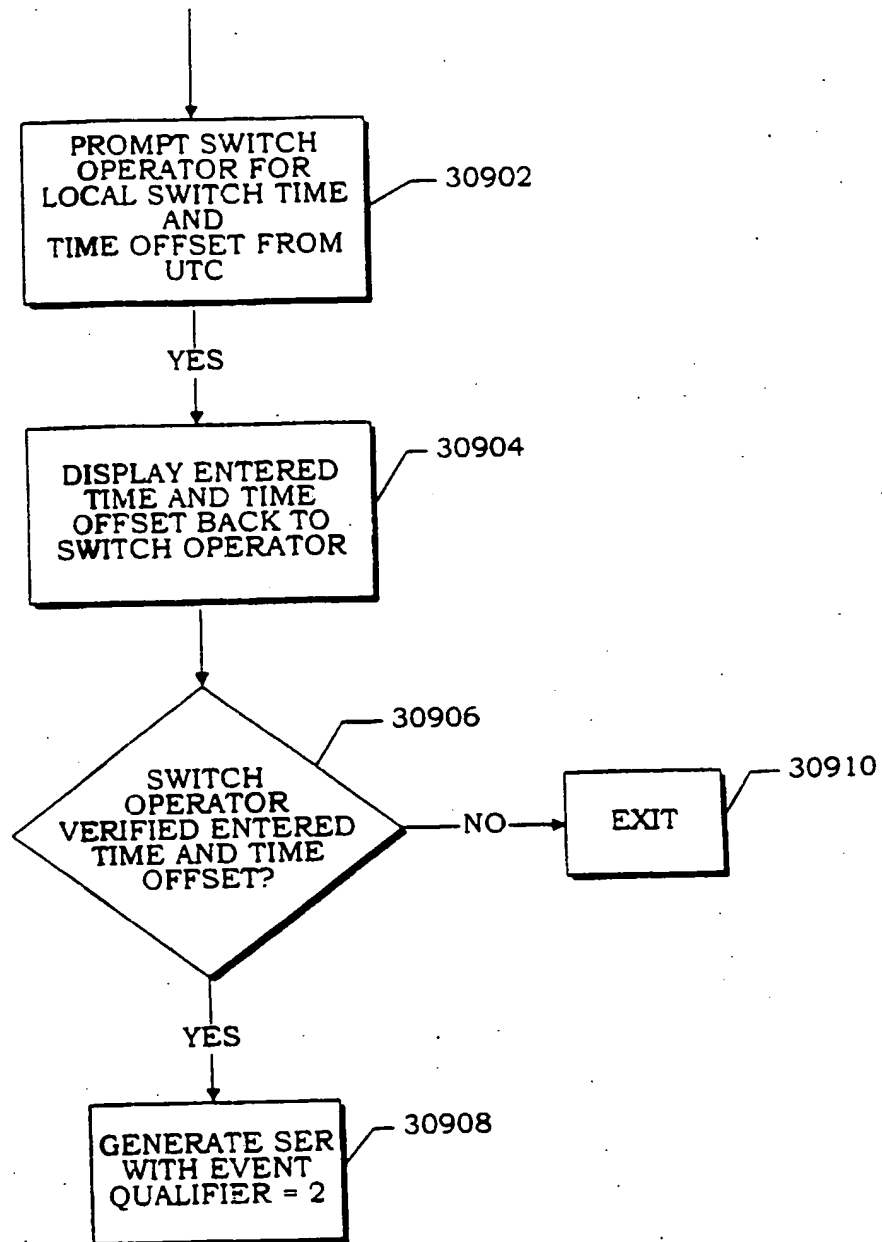 PROMPT SWITCH
OPERATOR FOR
LOCAL SWITCH TIME
AND
TIME OFFSET FROM
UTC
30902
YES
DISPLAY ENTERED
TIME AND TIME
OFFSET BACK TO
SWITCH OPERATOR
30904
SWITCH
OPERATOR
VERIFIED ENTERED
TIME AND TIME
OFFSET?
30906
NO
EXIT
30910
YES
GENERATE SER
WITH EVENT
QUALIFIER = 2
30908